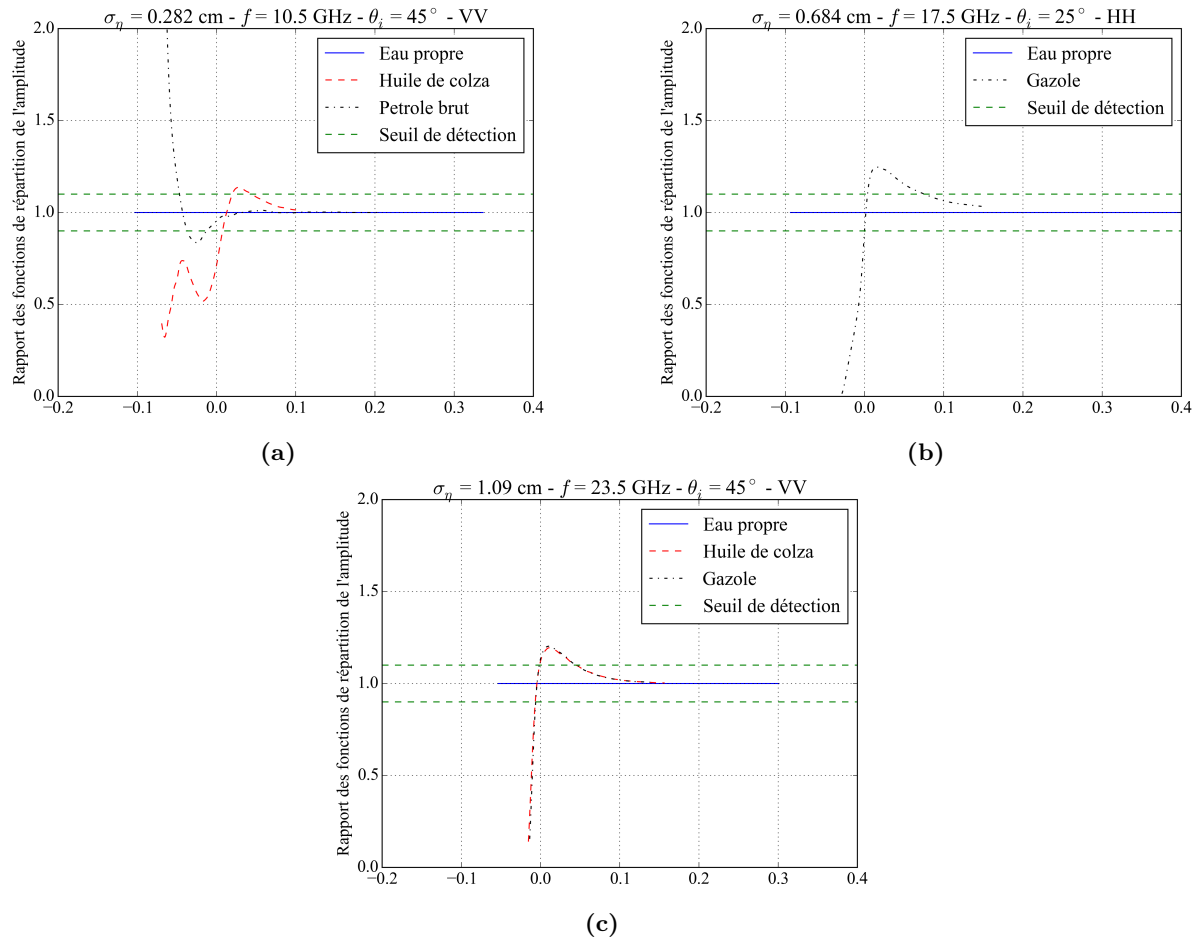 σ_η = 0.282 cm - f = 10.5 GHz - θ_i = 45° - VV
Rapport des fonctions de répartition de l'amplitude
2.0
1.5
1.0
0.5
0.0
−0.2 −0.1 0.0 0.1 0.2 0.3 0.4
Eau propre
Huile de colza
Petrole brut
Seuil de détection
(a)
σ_η = 0.684 cm - f = 17.5 GHz - θ_i = 25° - HH
Rapport des fonctions de répartition de l'amplitude
2.0
1.5
1.0
0.5
0.0
−0.2 −0.1 0.0 0.1 0.2 0.3 0.4
Eau propre
Gazole
Seuil de détection
(b)
σ_η = 1.09 cm - f = 23.5 GHz - θ_i = 45° - VV
Rapport des fonctions de répartition de l'amplitude
2.0
1.5
1.0
0.5
0.0
−0.2 −0.1 0.0 0.1 0.2 0.3 0.4
Eau propre
Huile de colza
Gazole
Seuil de détection
(c)